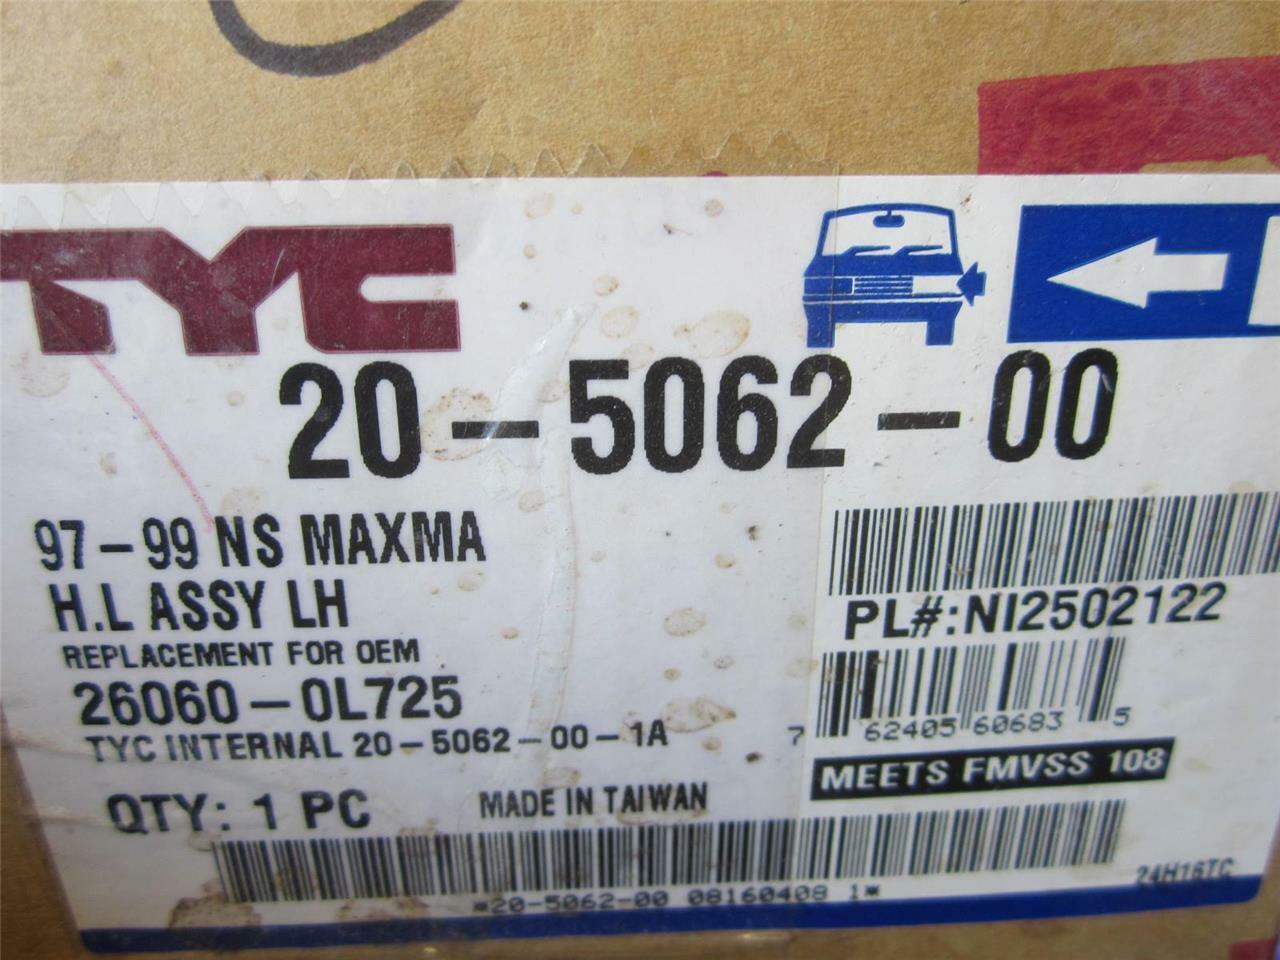 TYC
20-5062-00
97-99 NS MAXMA
H.L ASSY LH
REPLACEMENT FOR OEM
26060-0L725
TYC INTERNAL 20-5062-00-1A
QTY: 1 PC MADE IN TAIWAN
PL#:NI2502122
7 62405 60683 5
MEETS FMVSS 108
*20-5062-00 08160408 1*
24H16TC